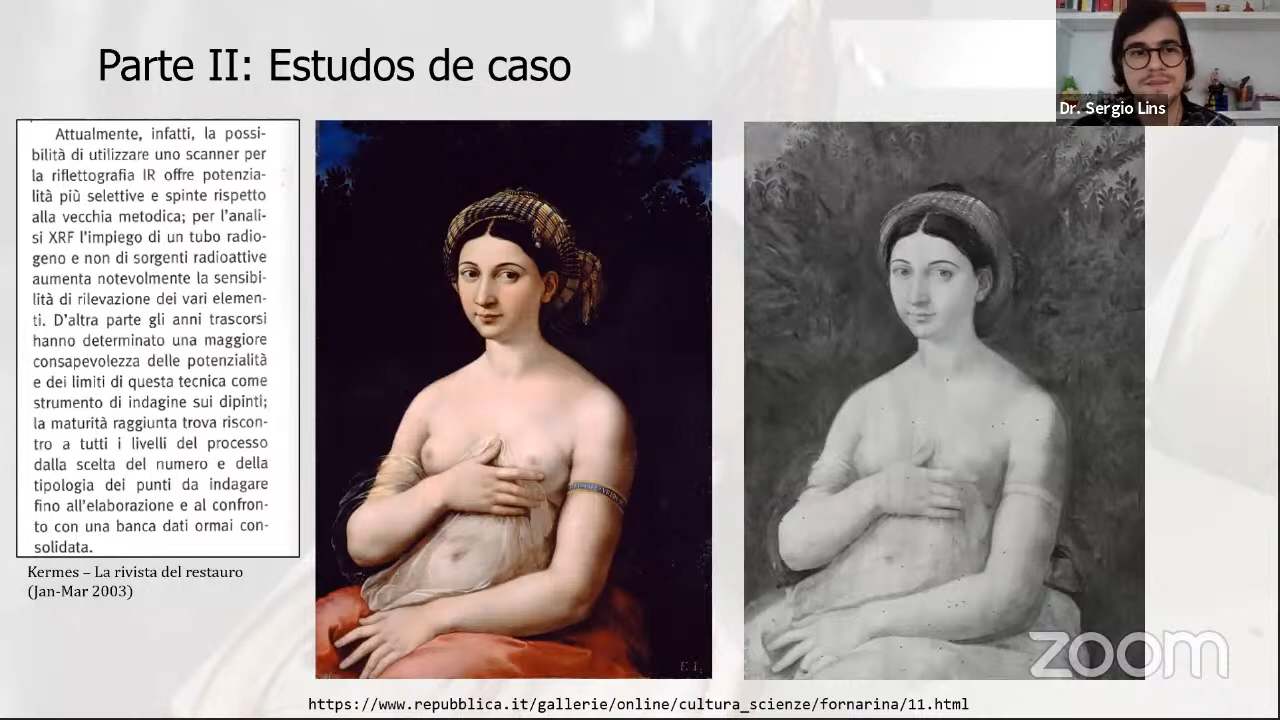 Parte II: Estudos de caso
Dr. Sergio Lins
Attualmente, infatti, la possi-
bilità di utilizzare uno scanner per
la riflettografia IR offre potenzia-
lità più selettive e spinte rispetto
alla vecchia metodica; per l'anali-
si XRF l'impiego di un tubo radio-
geno e non di sorgenti radioattive
aumenta notevolmente la sensibi-
lità di rilevazione dei vari elemen-
ti. D'altra parte gli anni trascorsi
hanno determinato una maggiore
consapevolezza delle potenzialità
e dei limiti di questa tecnica come
strumento di indagine sui dipinti;
la maturità raggiunta trova riscon-
tro a tutti i livelli del processo
dalla scelta del numero e della
tipologia dei punti da indagare
fino all'elaborazione e al confron-
to con una banca dati ormai con-
solidata.
Kermes – La rivista del restauro
(Jan-Mar 2003)
zoom
https://www.repubblica.it/gallerie/online/cultura_scienze/fornarina/11.html